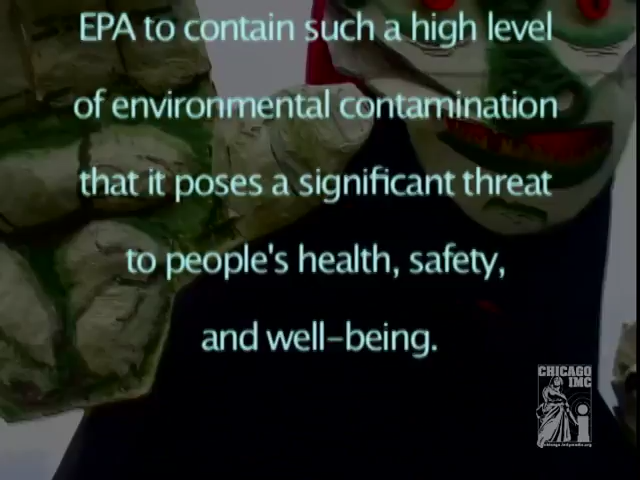 EPA to contain such a high level
of environmental contamination
that it poses a significant threat
to people's health, safety,
and well-being.
CHICAGO
IMC